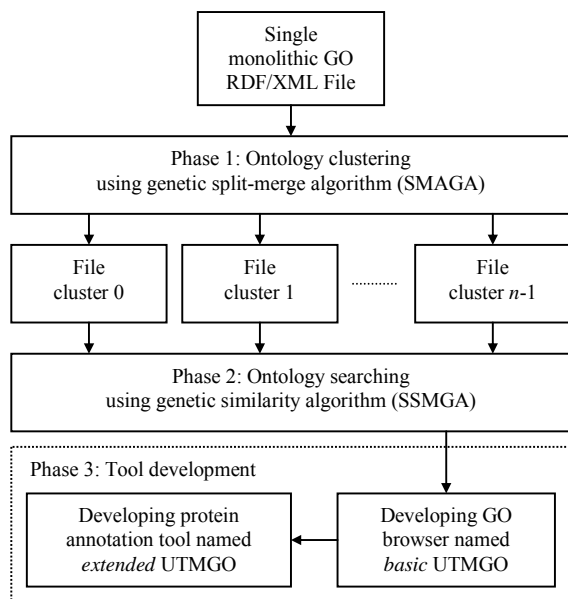 Single
monolithic GO
RDF/XML File
Phase 1: Ontology clustering
using genetic split-merge algorithm (SMAGA)
File
cluster 0
File
cluster 1
............
File
cluster n-1
Phase 2: Ontology searching
using genetic similarity algorithm (SSMGA)
Phase 3: Tool development
Developing protein
annotation tool named
extended UTMGO
Developing GO
browser named
basic UTMGO